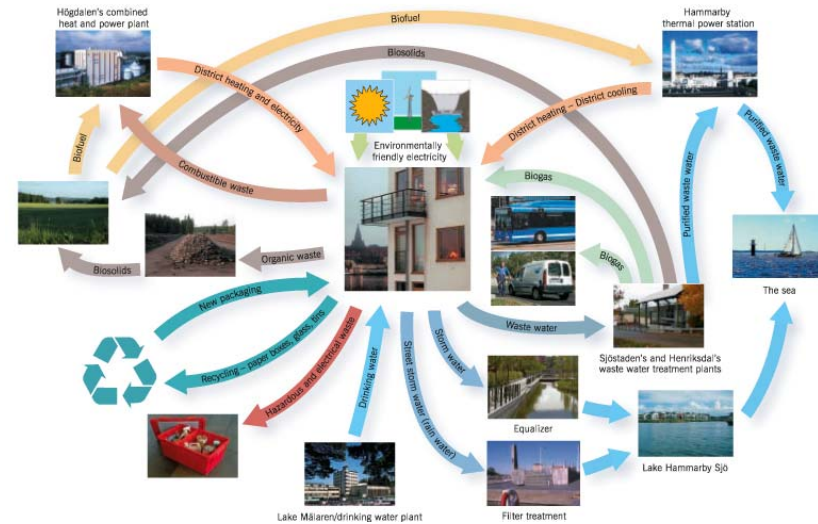 Högdalen's combined
heat and power plant
Biofuel
Hammarby
thermal power station
Biosolids
District heating and electricity
District heating – District cooling
Environmentally
friendly electricity
Biofuel
Combustible waste
Purified waste water
Biogas
Purified waste water
Organic waste
Biosolids
Biogas
The sea
New packaging
Waste water
Recycling – paper boxes, glass, tins
Storm water
Sjöstaden's and Henriksdal's
waste water treatment plants
Hazardous and electrical waste
Drinking water
Street storm water (rain water)
Equalizer
Lake Hammarby Sjö
Lake Mälaren/drinking water plant
Filter treatment